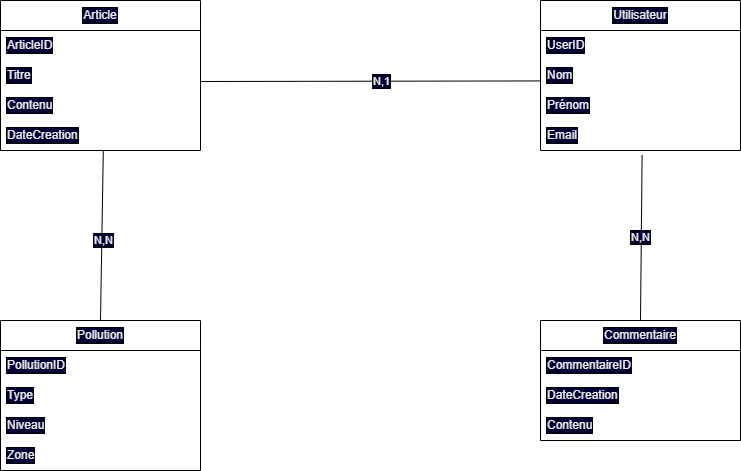 Article
ArticleID
Titre
Contenu
DateCreation
N,1
Utilisateur
UserID
Nom
Prénom
Email
N,N
N,N
Pollution
PollutionID
Type
Niveau
Zone
Commentaire
CommentaireID
DateCreation
Contenu